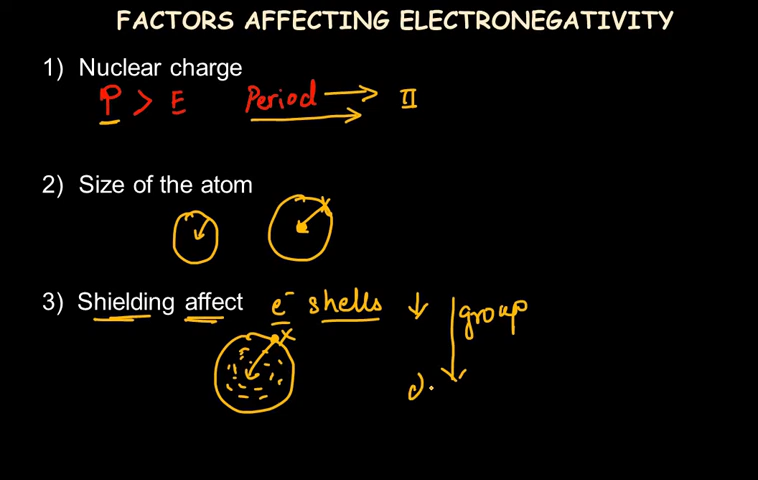 FACTORS AFFECTING ELECTRONEGATIVITY
1) Nuclear charge
P > E Period → II
2) Size of the atom
3) Shielding affect e⁻ shells ↓ group